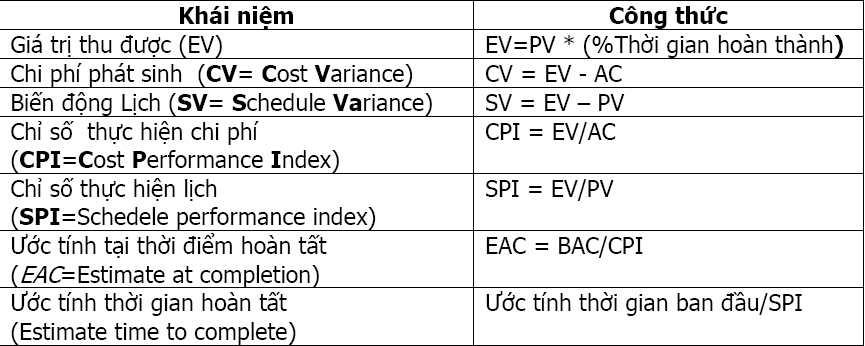 Khái niệm
Công thức
Giá trị thu được (EV)
EV=PV * (%Thời gian hoàn thành)
Chi phí phát sinh (CV= Cost Variance)
CV = EV - AC
Biến động Lịch (SV= Schedule Variance)
SV = EV – PV
Chỉ số thực hiện chi phí
(CPI=Cost Performance Index)
CPI = EV/AC
Chỉ số thực hiện lịch
(SPI=Schedele performance index)
SPI = EV/PV
Ước tính tại thời điểm hoàn tất
(EAC=Estimate at completion)
EAC = BAC/CPI
Ước tính thời gian hoàn tất
(Estimate time to complete)
Ước tính thời gian ban đầu/SPI